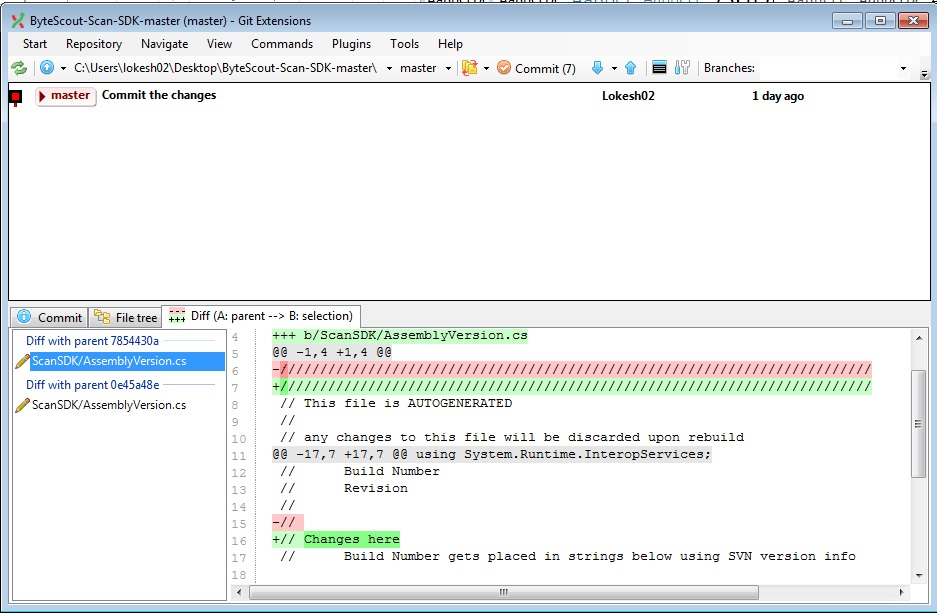 ByteScout-Scan-SDK-master (master) - Git Extensions
Start Repository Navigate View Commands Plugins Tools Help
C:\Users\lokesh02\Desktop\ByteScout-Scan-SDK-master\ master Commit (7) Branches:
master Commit the changes Lokesh02 1 day ago
Commit File tree Diff (A: parent --> B: selection)
Diff with parent 7854430a
ScanSDK/AssemblyVersion.cs
Diff with parent 0e45a48e
ScanSDK/AssemblyVersion.cs
4 +++ b/ScanSDK/AssemblyVersion.cs
5 @@ -1,4 +1,4 @@
6 -//////////////////////////////////////////////////////////////////////////
7 +//////////////////////////////////////////////////////////////////////////
8 // This file is AUTOGENERATED
9 //
10 // any changes to this file will be discarded upon rebuild
11 @@ -17,7 +17,7 @@ using System.Runtime.InteropServices;
12 // Build Number
13 // Revision
14 //
15 -//
16 +// Changes here
17 // Build Number gets placed in strings below using SVN version info
18